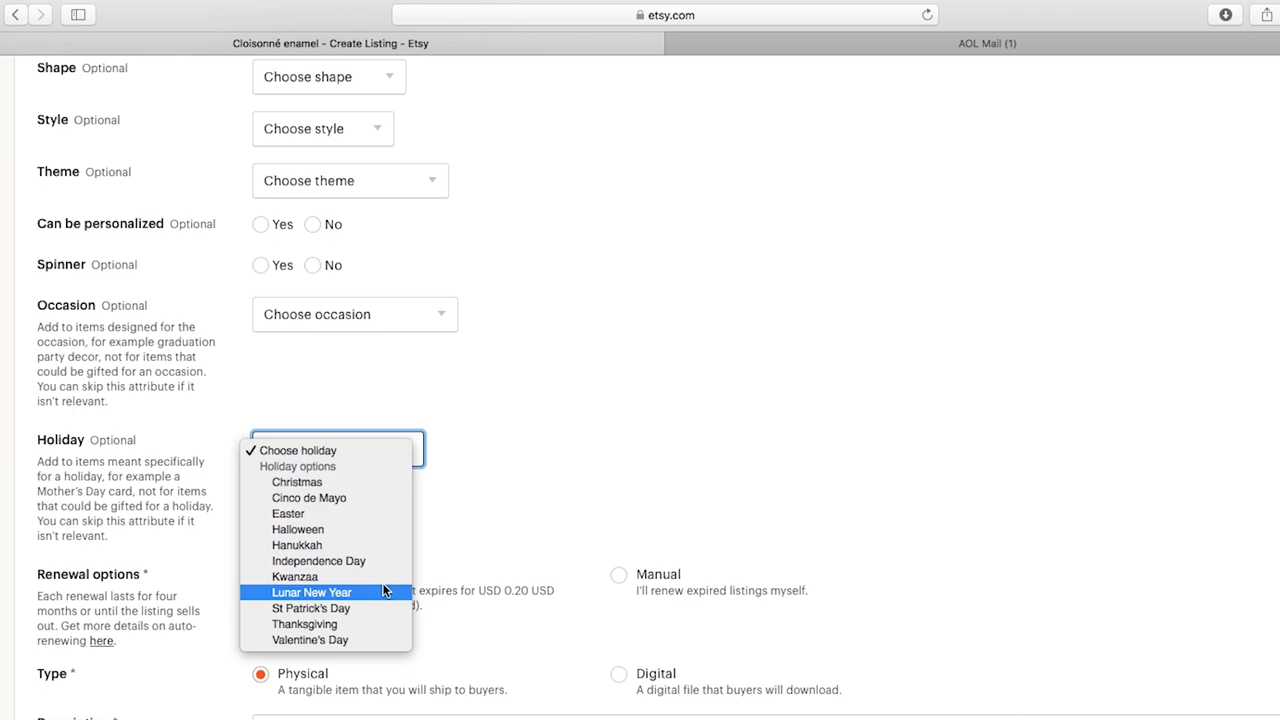 etsy.com
Cloisonné enamel - Create Listing - Etsy
AOL Mail (1)
Shape Optional
Choose shape
Style Optional
Choose style
Theme Optional
Choose theme
Can be personalized Optional
Yes
No
Spinner Optional
Yes
No
Occasion Optional
Choose occasion
Add to items designed for the
occasion, for example graduation
party decor, not for items that
could be gifted for an occasion.
You can skip this attribute if it
isn't relevant.
Holiday Optional
Add to items meant specifically
for a holiday, for example a
Mother's Day card, not for items
that could be gifted for a holiday.
You can skip this attribute if it
isn't relevant.
✓ Choose holiday
Holiday options
Christmas
Cinco de Mayo
Easter
Halloween
Hanukkah
Independence Day
Kwanzaa
Lunar New Year
St Patrick's Day
Thanksgiving
Valentine's Day
Renewal options *
Each renewal lasts for four
months or until the listing sells
out. Get more details on auto-
renewing here.
t expires for USD 0.20 USD
d).
Manual
I'll renew expired listings myself.
Type *
Physical
A tangible item that you will ship to buyers.
Digital
A digital file that buyers will download.